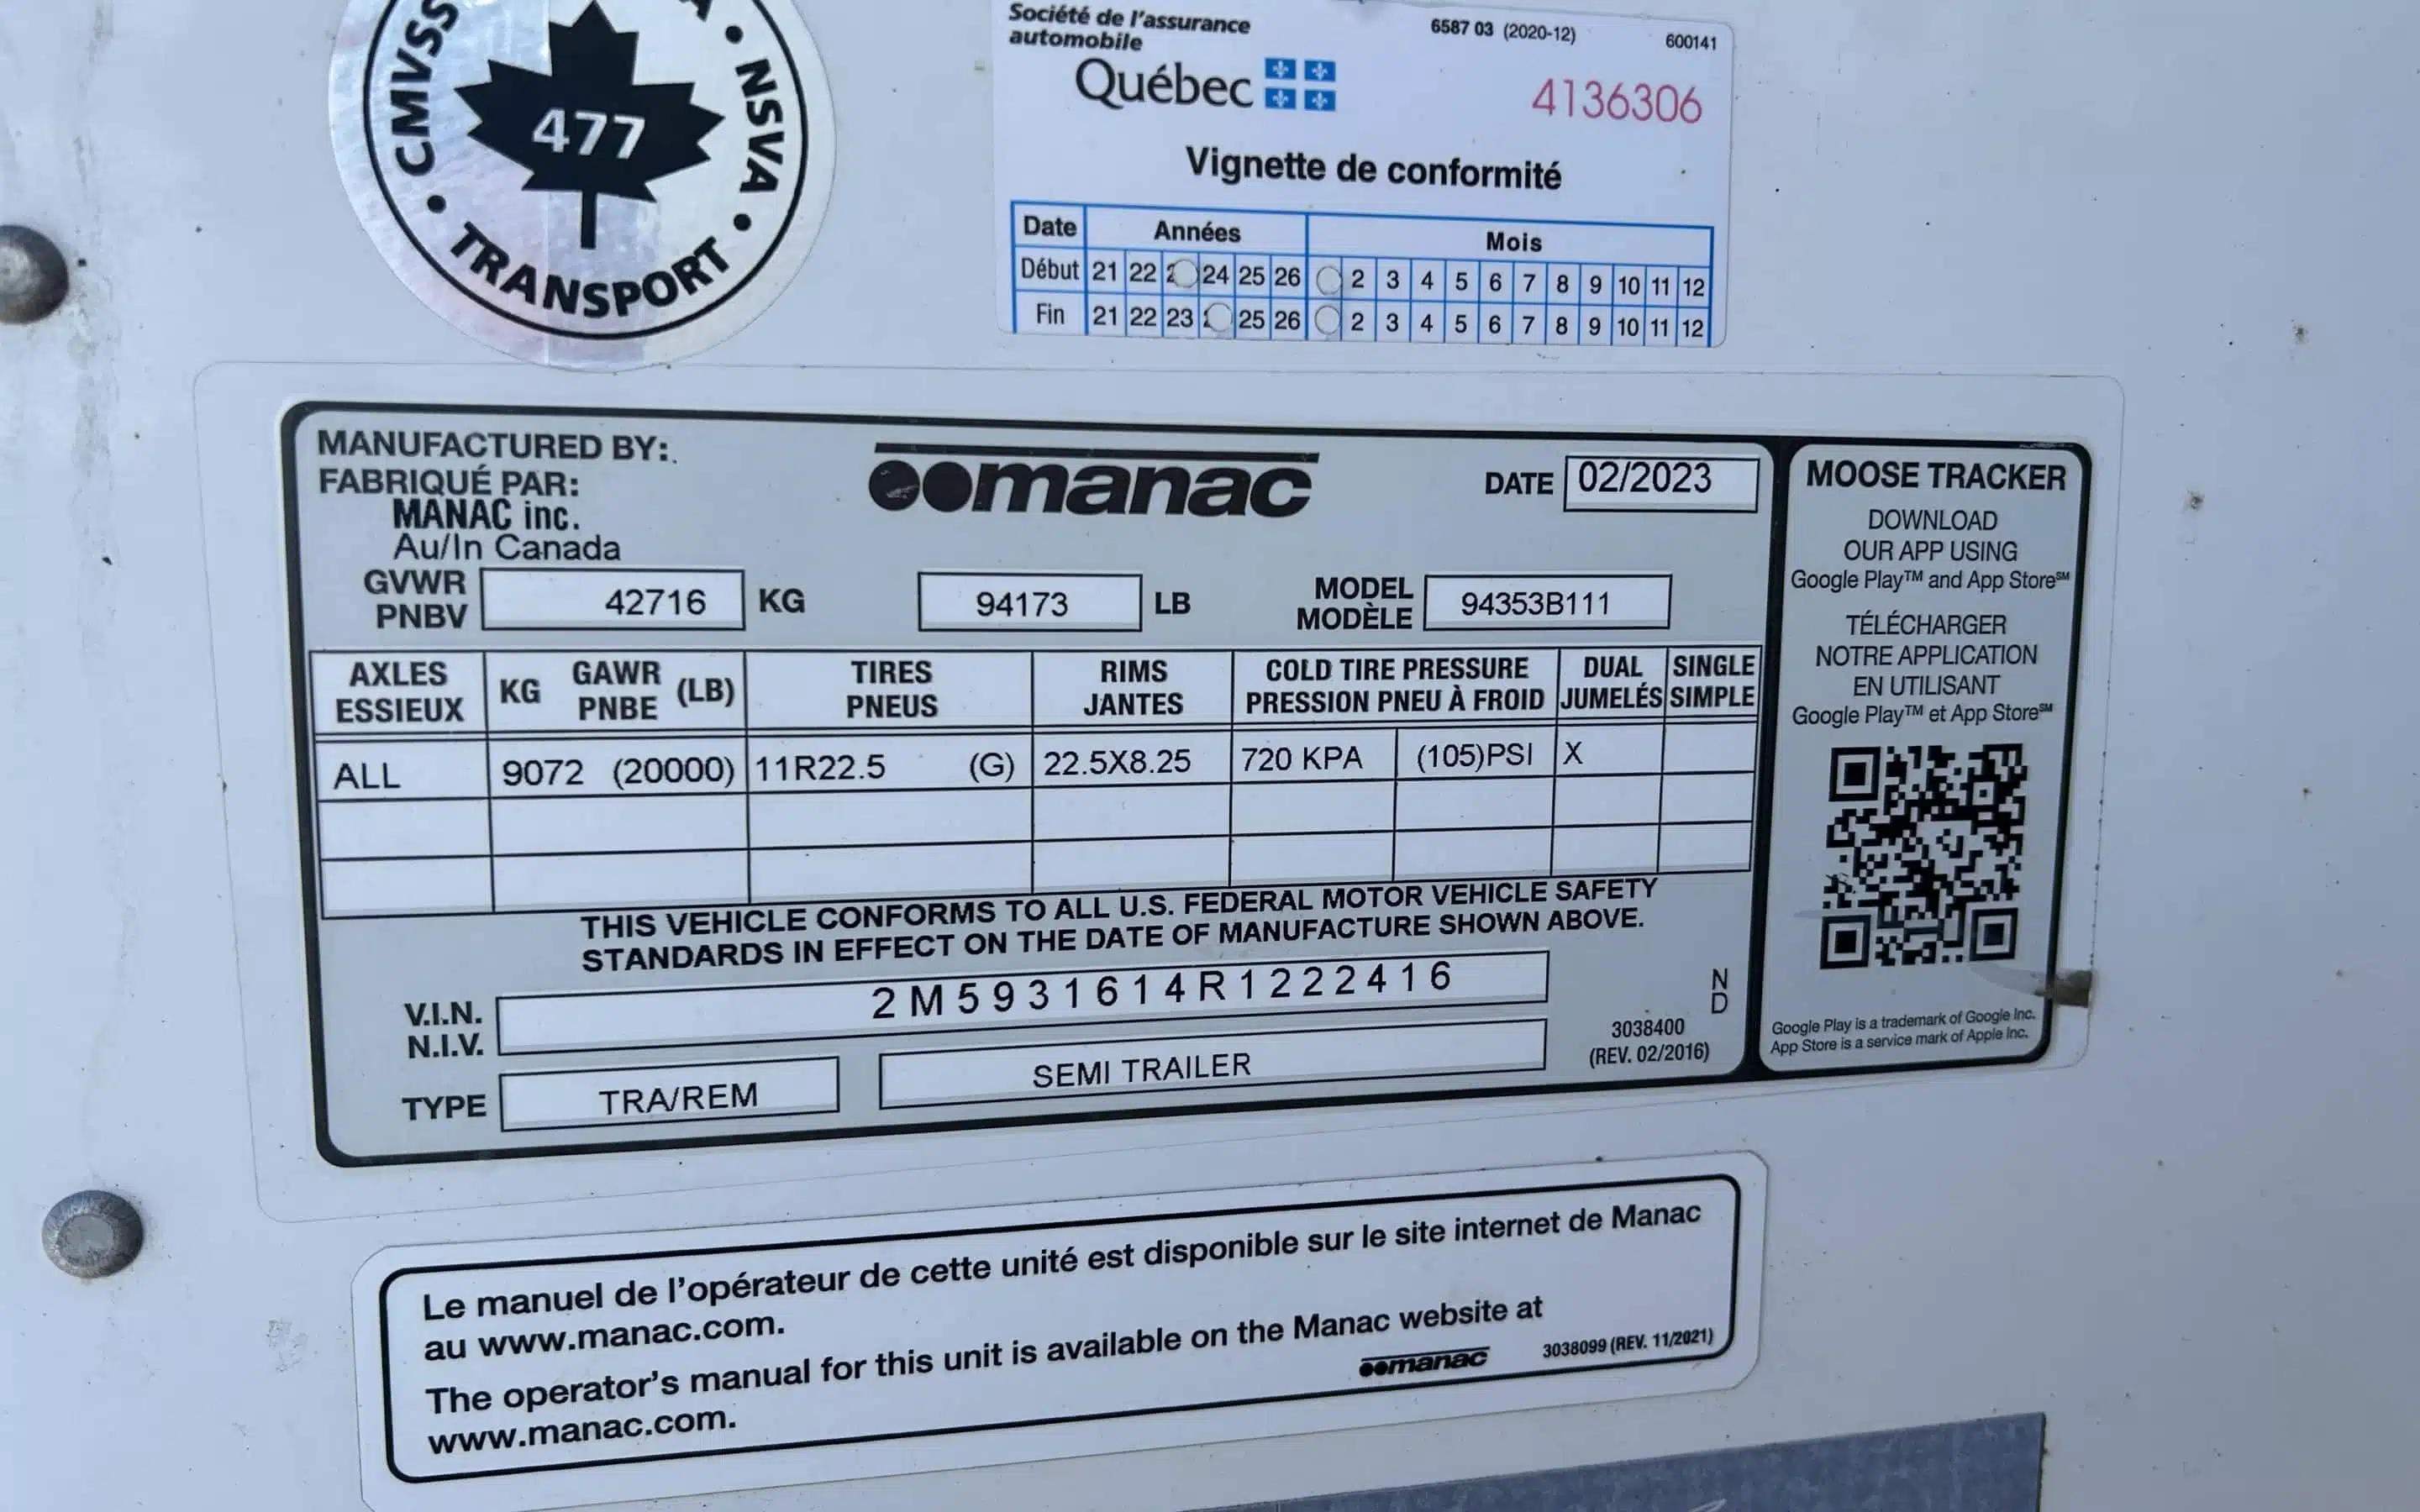 CMVSS
477
NSVA
TRANSPORT
Société de l'assurance
automobile
Québec
6587 03 (2020-12)
600141
4136306
Vignette de conformité
Date Années Mois
Début 21 22 24 25 26 2 3 4 5 6 7 8 9 10 11 12
Fin 21 22 23 25 26 2 3 4 5 6 7 8 9 10 11 12
MANUFACTURED BY:
FABRIQUÉ PAR:
MANAC inc.
Au/In Canada
manac
DATE 02/2023
GVWR
PNBV
42716 KG
94173 LB
MODEL
MODÈLE
94353B111
AXLES
ESSIEUX
KG GAWR (LB)
PNBE
TIRES
PNEUS
RIMS
JANTES
COLD TIRE PRESSURE
PRESSION PNEU À FROID
DUAL
JUMELÉS
SINGLE
SIMPLE
ALL 9072 (20000) 11R22.5 (G) 22.5X8.25 720 KPA (105)PSI X
THIS VEHICLE CONFORMS TO ALL U.S. FEDERAL MOTOR VEHICLE SAFETY
STANDARDS IN EFFECT ON THE DATE OF MANUFACTURE SHOWN ABOVE.
V.I.N.
N.I.V.
2M5931614R1222416
TYPE TRA/REM SEMI TRAILER
ND
3038400
(REV. 02/2016)
MOOSE TRACKER
DOWNLOAD
OUR APP USING
Google Play™ and App Store℠
TÉLÉCHARGER
NOTRE APPLICATION
EN UTILISANT
Google Play™ et App Store℠
Google Play is a trademark of Google Inc.
App Store is a service mark of Apple Inc.
Le manuel de l'opérateur de cette unité est disponible sur le site internet de Manac
au www.manac.com.
The operator's manual for this unit is available on the Manac website at
www.manac.com.
manac
3038099 (REV. 11/2021)